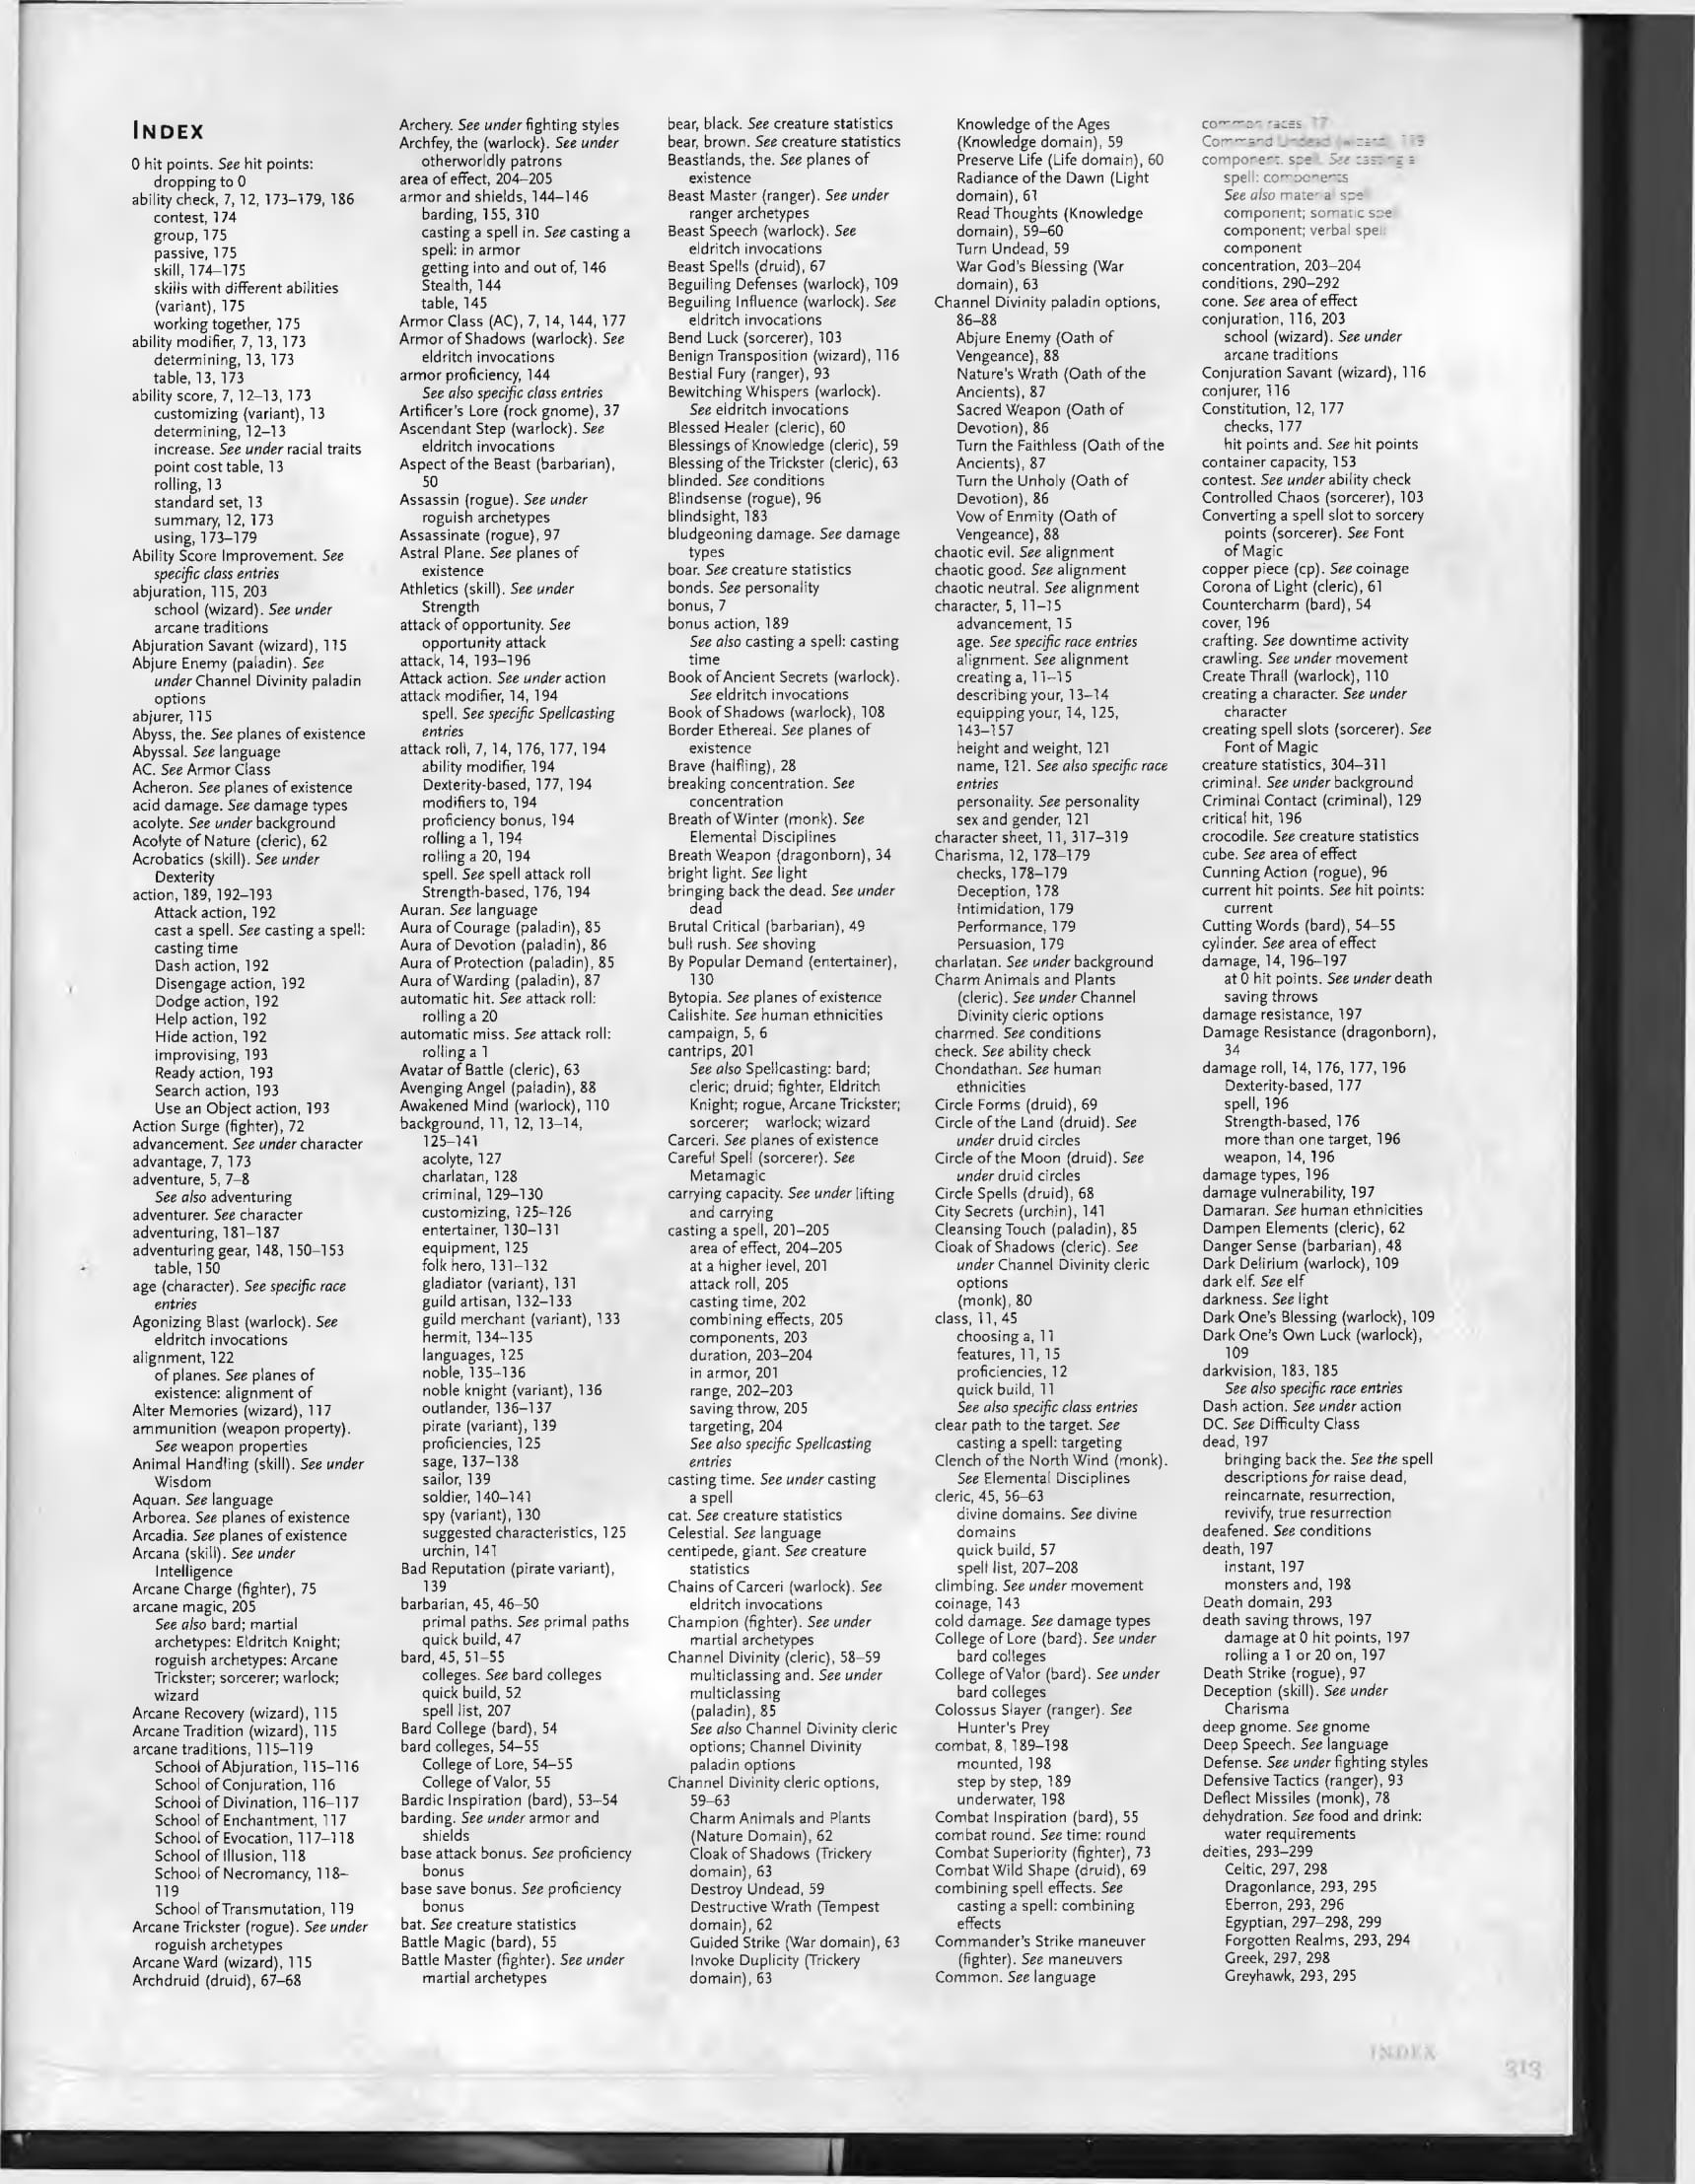 INDEX
0 hit points. See hit points:
dropping to 0
ability check, 7, 12, 173–179, 186
contest, 174
group, 175
passive, 175
skill, 174–175
skills with different abilities
(variant), 175
working together, 175
ability modifier, 7, 13, 173
determining, 13, 173
table, 13, 173
ability score, 7, 12–13, 173
customizing (variant), 13
determining, 12–13
increase. See under racial traits
point cost table, 13
rolling, 13
standard set, 13
summary, 12, 173
using, 173–179
Ability Score Improvement. See
specific class entries
abjuration, 115, 203
school (wizard). See under
arcane traditions
Abjuration Savant (wizard), 115
Abjure Enemy (paladin). See
under Channel Divinity paladin
options
abjurer, 115
Abyss, the. See planes of existence
Abyssal. See language
AC. See Armor Class
Acheron. See planes of existence
acid damage. See damage types
acolyte. See under background
Acolyte of Nature (cleric), 62
Acrobatics (skill). See under
Dexterity
action, 189, 192–193
Attack action, 192
cast a spell. See casting a spell:
casting time
Dash action, 192
Disengage action, 192
Dodge action, 192
Help action, 192
Hide action, 192
improvising, 193
Ready action, 193
Search action, 193
Use an Object action, 193
Action Surge (fighter), 72
advancement. See under character
advantage, 7, 173
adventure, 5, 7–8
See also adventuring
adventurer. See character
adventuring, 181–187
adventuring gear, 148, 150–153
table, 150
age (character). See specific race
entries
Agonizing Blast (warlock). See
eldritch invocations
alignment, 122
of planes. See planes of
existence: alignment of
Alter Memories (wizard), 117
ammunition (weapon property).
See weapon properties
Animal Handling (skill). See under
Wisdom
Aquan. See language
Arborea. See planes of existence
Arcadia. See planes of existence
Arcana (skill). See under
Intelligence
Arcane Charge (fighter), 75
arcane magic, 205
See also bard; martial
archetypes: Eldritch Knight;
roguish archetypes: Arcane
Trickster; sorcerer; warlock;
wizard
Arcane Recovery (wizard), 115
Arcane Tradition (wizard), 115
arcane traditions, 115–119
School of Abjuration, 115–116
School of Conjuration, 116
School of Divination, 116–117
School of Enchantment, 117
School of Evocation, 117–118
School of Illusion, 118
School of Necromancy, 118–
119
School of Transmutation, 119
Arcane Trickster (rogue). See under
roguish archetypes
Arcane Ward (wizard), 115
Archdruid (druid), 67–68
Archery. See under fighting styles
Archfey, the (warlock). See under
otherworldly patrons
area of effect, 204–205
armor and shields, 144–146
barding, 155, 310
casting a spell in. See casting a
spell: in armor
getting into and out of, 146
Stealth, 144
table, 145
Armor Class (AC), 7, 14, 144, 177
Armor of Shadows (warlock). See
eldritch invocations
armor proficiency, 144
See also specific class entries
Artificer's Lore (rock gnome), 37
Ascendant Step (warlock). See
eldritch invocations
Aspect of the Beast (barbarian),
50
Assassin (rogue). See under
roguish archetypes
Assassinate (rogue), 97
Astral Plane. See planes of
existence
Athletics (skill). See under
Strength
attack of opportunity. See
opportunity attack
attack, 14, 193–196
Attack action. See under action
attack modifier, 14, 194
spell. See specific Spellcasting
entries
attack roll, 7, 14, 176, 177, 194
ability modifier, 194
Dexterity-based, 177, 194
modifiers to, 194
proficiency bonus, 194
rolling a 1, 194
rolling a 20, 194
spell. See spell attack roll
Strength-based, 176, 194
Auran. See language
Aura of Courage (paladin), 85
Aura of Devotion (paladin), 86
Aura of Protection (paladin), 85
Aura of Warding (paladin), 87
automatic hit. See attack roll:
rolling a 20
automatic miss. See attack roll:
rolling a 1
Avatar of Battle (cleric), 63
Avenging Angel (paladin), 88
Awakened Mind (warlock), 110
background, 11, 12, 13–14,
125–141
acolyte, 127
charlatan, 128
criminal, 129–130
customizing, 125–126
entertainer, 130–131
equipment, 125
folk hero, 131–132
gladiator (variant), 131
guild artisan, 132–133
guild merchant (variant), 133
hermit, 134–135
languages, 125
noble, 135–136
noble knight (variant), 136
outlander, 136–137
pirate (variant), 139
proficiencies, 125
sage, 137–138
sailor, 139
soldier, 140–141
spy (variant), 130
suggested characteristics, 125
urchin, 141
Bad Reputation (pirate variant),
139
barbarian, 45, 46–50
primal paths. See primal paths
quick build, 47
bard, 45, 51–55
colleges. See bard colleges
quick build, 52
spell list, 207
Bard College (bard), 54
bard colleges, 54–55
College of Lore, 54–55
College of Valor, 55
Bardic Inspiration (bard), 53–54
barding. See under armor and
shields
base attack bonus. See proficiency
bonus
base save bonus. See proficiency
bonus
bat. See creature statistics
Battle Magic (bard), 55
Battle Master (fighter). See under
martial archetypes
bear, black. See creature statistics
bear, brown. See creature statistics
Beastlands, the. See planes of
existence
Beast Master (ranger). See under
ranger archetypes
Beast Speech (warlock). See
eldritch invocations
Beast Spells (druid), 67
Beguiling Defenses (warlock), 109
Beguiling Influence (warlock). See
eldritch invocations
Bend Luck (sorcerer), 103
Benign Transposition (wizard), 116
Bestial Fury (ranger), 93
Bewitching Whispers (warlock).
See eldritch invocations
Blessed Healer (cleric), 60
Blessings of Knowledge (cleric), 59
Blessing of the Trickster (cleric), 63
blinded. See conditions
Blindsense (rogue), 96
blindsight, 183
bludgeoning damage. See damage
types
boar. See creature statistics
bonds. See personality
bonus, 7
bonus action, 189
See also casting a spell: casting
time
Book of Ancient Secrets (warlock).
See eldritch invocations
Book of Shadows (warlock), 108
Border Ethereal. See planes of
existence
Brave (halfling), 28
breaking concentration. See
concentration
Breath of Winter (monk). See
Elemental Disciplines
Breath Weapon (dragonborn), 34
bright light. See light
bringing back the dead. See under
dead
Brutal Critical (barbarian), 49
bull rush. See shoving
By Popular Demand (entertainer),
130
Bytopia. See planes of existence
Calishite. See human ethnicities
campaign, 5, 6
cantrips, 201
See also Spellcasting: bard;
cleric; druid; fighter, Eldritch
Knight; rogue, Arcane Trickster;
sorcerer; warlock; wizard
Carceri. See planes of existence
Careful Spell (sorcerer). See
Metamagic
carrying capacity. See under lifting
and carrying
casting a spell, 201–205
area of effect, 204–205
at a higher level, 201
attack roll, 205
casting time, 202
combining effects, 205
components, 203
duration, 203–204
in armor, 201
range, 202–203
saving throw, 205
targeting, 204
See also specific Spellcasting
entries
casting time. See under casting
a spell
cat. See creature statistics
Celestial. See language
centipede, giant. See creature
statistics
Chains of Carceri (warlock). See
eldritch invocations
Champion (fighter). See under
martial archetypes
Channel Divinity (cleric), 58–59
multiclassing and. See under
multiclassing
(paladin), 85
See also Channel Divinity cleric
options; Channel Divinity
paladin options
Channel Divinity cleric options,
59–63
Charm Animals and Plants
(Nature Domain), 62
Cloak of Shadows (Trickery
domain), 63
Destroy Undead, 59
Destructive Wrath (Tempest
domain), 62
Guided Strike (War domain), 63
Invoke Duplicity (Trickery
domain), 63
Knowledge of the Ages
(Knowledge domain), 59
Preserve Life (Life domain), 60
Radiance of the Dawn (Light
domain), 61
Read Thoughts (Knowledge
domain), 59–60
Turn Undead, 59
War God's Blessing (War
domain), 63
Channel Divinity paladin options,
86–88
Abjure Enemy (Oath of
Vengeance), 88
Nature's Wrath (Oath of the
Ancients), 87
Sacred Weapon (Oath of
Devotion), 86
Turn the Faithless (Oath of the
Ancients), 87
Turn the Unholy (Oath of
Devotion), 86
Vow of Enmity (Oath of
Vengeance), 88
chaotic evil. See alignment
chaotic good. See alignment
chaotic neutral. See alignment
character, 5, 11–15
advancement, 15
age. See specific race entries
alignment. See alignment
creating a, 11–15
describing your, 13–14
equipping your, 14, 125,
143–157
height and weight, 121
name, 121. See also specific race
entries
personality. See personality
sex and gender, 121
character sheet, 11, 317–319
Charisma, 12, 178–179
checks, 178–179
Deception, 178
Intimidation, 179
Performance, 179
Persuasion, 179
charlatan. See under background
Charm Animals and Plants
(cleric). See under Channel
Divinity cleric options
charmed. See conditions
check. See ability check
Chondathan. See human
ethnicities
Circle Forms (druid), 69
Circle of the Land (druid). See
under druid circles
Circle of the Moon (druid). See
under druid circles
Circle Spells (druid), 68
City Secrets (urchin), 141
Cleansing Touch (paladin), 85
Cloak of Shadows (cleric). See
under Channel Divinity cleric
options
(monk), 80
class, 11, 45
choosing a, 11
features, 11, 15
proficiencies, 12
quick build, 11
See also specific class entries
clear path to the target. See
casting a spell: targeting
Clench of the North Wind (monk).
See Elemental Disciplines
cleric, 45, 56–63
divine domains. See divine
domains
quick build, 57
spell list, 207–208
climbing. See under movement
coinage, 143
cold damage. See damage types
College of Lore (bard). See under
bard colleges
College of Valor (bard). See under
bard colleges
Colossus Slayer (ranger). See
Hunter's Prey
combat, 8, 189–198
mounted, 198
step by step, 189
underwater, 198
Combat Inspiration (bard), 55
combat round. See time: round
Combat Superiority (fighter), 73
Combat Wild Shape (druid), 69
combining spell effects. See
casting a spell: combining
effects
Commander's Strike maneuver
(fighter). See maneuvers
Common. See language
common races 17
Command Undead (wizard), 119
component, spell. See casting a
spell: components
See also material spell
component; somatic spell
component; verbal spell
component
concentration, 203–204
conditions, 290–292
cone. See area of effect
conjuration, 116, 203
school (wizard). See under
arcane traditions
Conjuration Savant (wizard), 116
conjurer, 116
Constitution, 12, 177
checks, 177
hit points and. See hit points
container capacity, 153
contest. See under ability check
Controlled Chaos (sorcerer), 103
Converting a spell slot to sorcery
points (sorcerer). See Font
of Magic
copper piece (cp). See coinage
Corona of Light (cleric), 61
Countercharm (bard), 54
cover, 196
crafting. See downtime activity
crawling. See under movement
Create Thrall (warlock), 110
creating a character. See under
character
creating spell slots (sorcerer). See
Font of Magic
creature statistics, 304–311
criminal. See under background
Criminal Contact (criminal), 129
critical hit, 196
crocodile. See creature statistics
cube. See area of effect
Cunning Action (rogue), 96
current hit points. See hit points:
current
Cutting Words (bard), 54–55
cylinder. See area of effect
damage, 14, 196–197
at 0 hit points. See under death
saving throws
damage resistance, 197
Damage Resistance (dragonborn),
34
damage roll, 14, 176, 177, 196
Dexterity-based, 177
spell, 196
Strength-based, 176
more than one target, 196
weapon, 14, 196
damage types, 196
damage vulnerability, 197
Damaran. See human ethnicities
Dampen Elements (cleric), 62
Danger Sense (barbarian), 48
Dark Delirium (warlock), 109
dark elf. See elf
darkness. See light
Dark One's Blessing (warlock), 109
Dark One's Own Luck (warlock),
109
darkvision, 183, 185
See also specific race entries
Dash action. See under action
DC. See Difficulty Class
dead, 197
bringing back the. See the spell
descriptions for raise dead,
reincarnate, resurrection,
revivify, true resurrection
deafened. See conditions
death, 197
instant, 197
monsters and, 198
Death domain, 293
death saving throws, 197
damage at 0 hit points, 197
rolling a 1 or 20 on, 197
Death Strike (rogue), 97
Deception (skill). See under
Charisma
deep gnome. See gnome
Deep Speech. See language
Defense. See under fighting styles
Defensive Tactics (ranger), 93
Deflect Missiles (monk), 78
dehydration. See food and drink:
water requirements
deities, 293–299
Celtic, 297, 298
Dragonlance, 293, 295
Eberron, 293, 296
Egyptian, 297–298, 299
Forgotten Realms, 293, 294
Greek, 297, 298
Greyhawk, 293, 295
INDEX
313